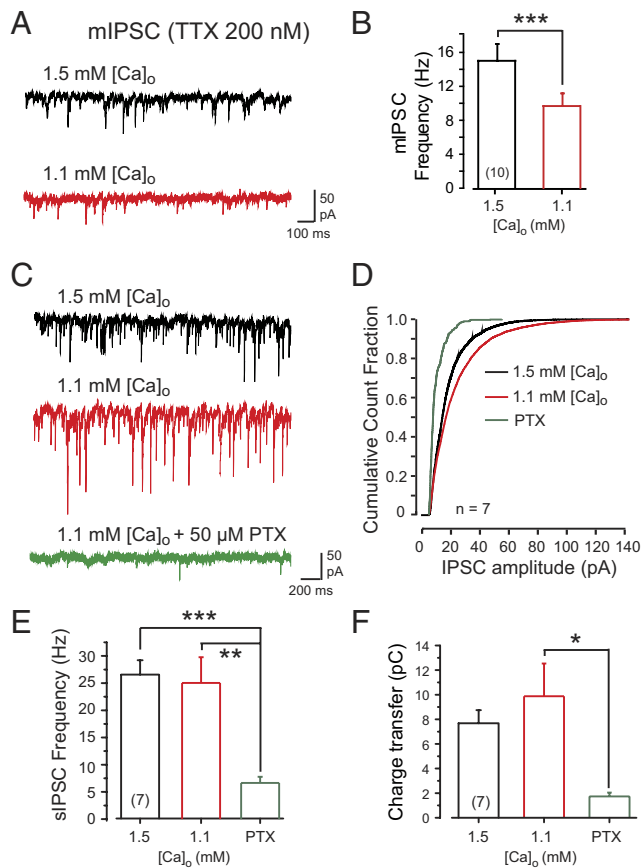 A
mIPSC (TTX 200 nM)
1.5 mM [Ca]o
1.1 mM [Ca]o
50
pA
100 ms
B
***
mIPSC
Frequency (Hz)
16
12
8
4
0
(10)
1.5
1.1
[Ca]o (mM)
C
1.5 mM [Ca]o
1.1 mM [Ca]o
1.1 mM [Ca]o + 50 µM PTX
50
pA
200 ms
D
Cumulative Count Fraction
1.0
0.8
0.6
0.4
0.2
0
1.5 mM [Ca]o
1.1 mM [Ca]o
PTX
n = 7
0 20 40 60 80 100 120 140
IPSC amplitude (pA)
E
***
**
sIPSC Frequency (Hz)
30
25
20
15
10
5
0
(7)
1.5 1.1 PTX
[Ca]o (mM)
F
*
Charge transfer (pC)
14
12
10
8
6
4
2
0
(7)
1.5 1.1 PTX
[Ca]o (mM)